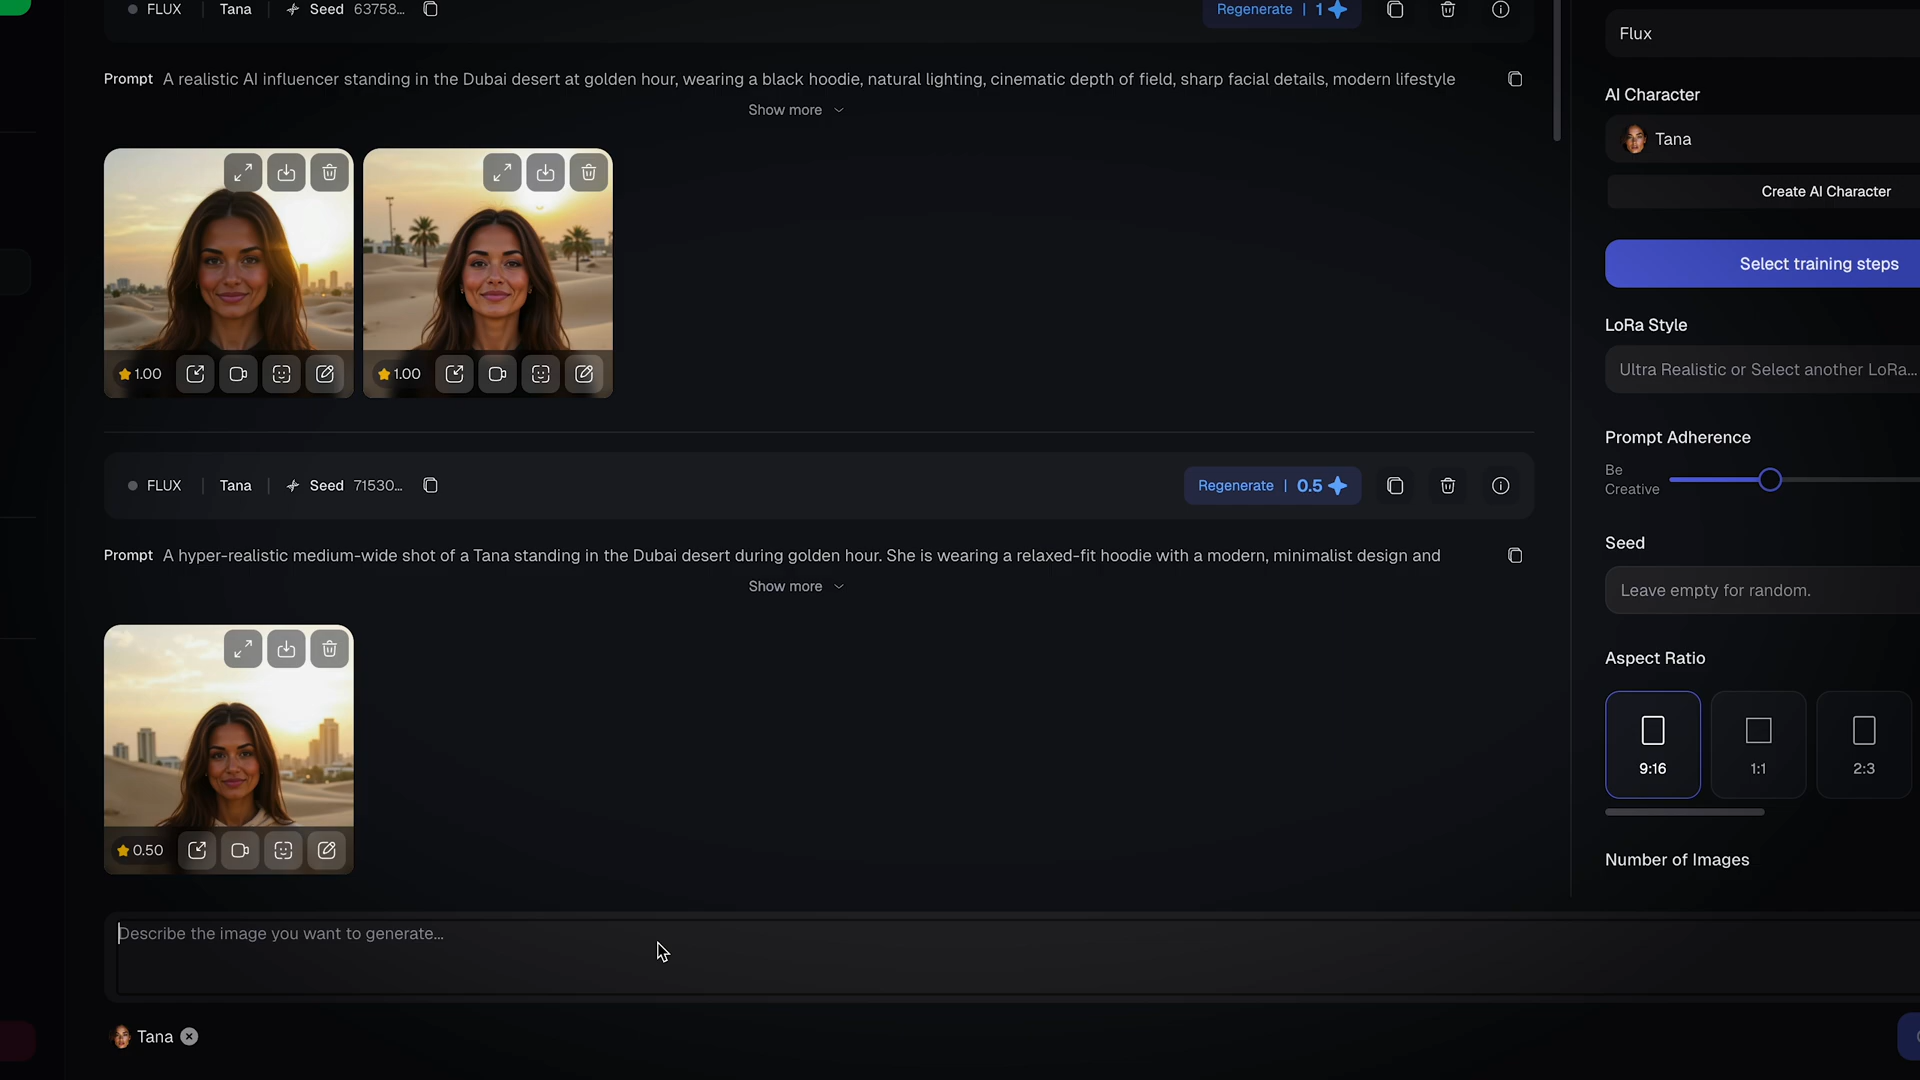 FLUX Tana Seed 63758... Regenerate | 1
Prompt A realistic AI influencer standing in the Dubai desert at golden hour, wearing a black hoodie, natural lighting, cinematic depth of field, sharp facial details, modern lifestyle
Show more
1.00
1.00
FLUX Tana Seed 71530... Regenerate | 0.5
Prompt A hyper-realistic medium-wide shot of a Tana standing in the Dubai desert during golden hour. She is wearing a relaxed-fit hoodie with a modern, minimalist design and
Show more
0.50
Describe the image you want to generate...
Tana
Flux
AI Character
Tana
Create AI Character
Select training steps
LoRa Style
Ultra Realistic or Select another LoRa...
Prompt Adherence
Be
Creative
Seed
Leave empty for random.
Aspect Ratio
9:16
1:1
2:3
Number of Images